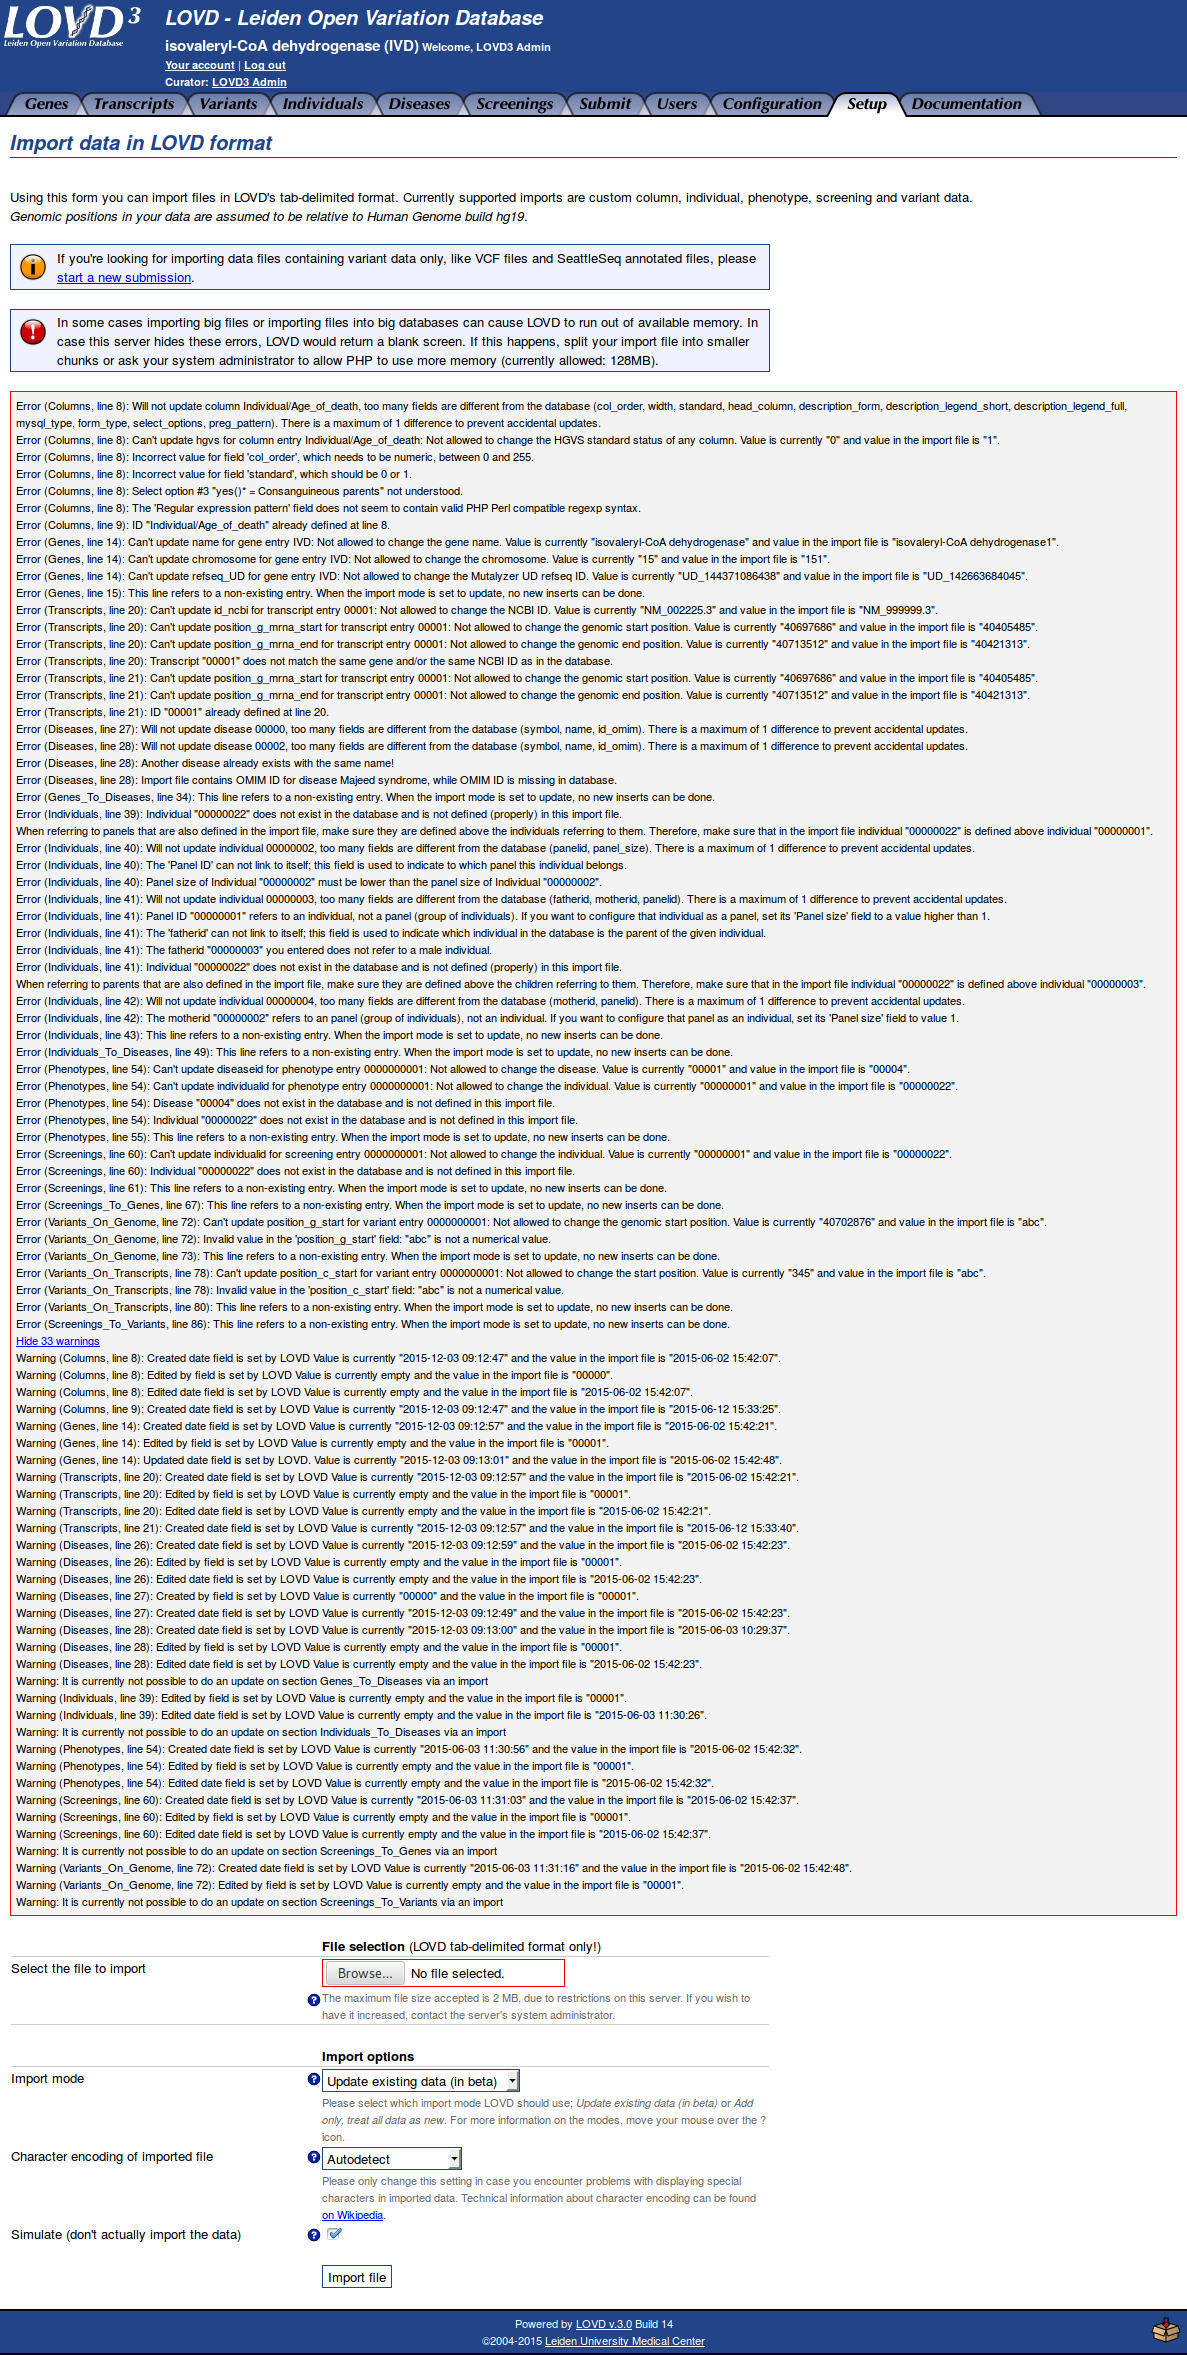 LOVD 3
Leiden Open Variation Database
LOVD - Leiden Open Variation Database
isovaleryl-CoA dehydrogenase (IVD) Welcome, LOVD3 Admin
Your account | Log out
Curator: LOVD3 Admin
Genes Transcripts Variants Individuals Diseases Screenings Submit Users Configuration Setup Documentation
Import data in LOVD format
Using this form you can import files in LOVD's tab-delimited format. Currently supported imports are custom column, individual, phenotype, screening and variant data.
Genomic positions in your data are assumed to be relative to Human Genome build hg19.
If you're looking for importing data files containing variant data only, like VCF files and SeattleSeq annotated files, please
start a new submission.
In some cases importing big files or importing files into big databases can cause LOVD to run out of available memory. In
case this server hides these errors, LOVD would return a blank screen. If this happens, split your import file into smaller
chunks or ask your system administrator to allow PHP to use more memory (currently allowed: 128MB).
Error (Columns, line 8): Will not update column Individual/Age_of_death, too many fields are different from the database (col_order, width, standard, head_column, description_form, description_legend_short, description_legend_full,
mysql_type, form_type, select_options, preg_pattern). There is a maximum of 1 difference to prevent accidental updates.
Error (Columns, line 8): Can't update hgvs for column entry Individual/Age_of_death: Not allowed to change the HGVS standard status of any column. Value is currently "0" and value in the import file is "1".
Error (Columns, line 8): Incorrect value for field 'col_order', which needs to be numeric, between 0 and 255.
Error (Columns, line 8): Incorrect value for field 'standard', which should be 0 or 1.
Error (Columns, line 8): Select option #3 "yes()* = Consanguineous parents" not understood.
Error (Columns, line 8): The 'Regular expression pattern' field does not seem to contain valid PHP Perl compatible regexp syntax.
Error (Columns, line 9): ID "Individual/Age_of_death" already defined at line 8.
Error (Genes, line 14): Can't update name for gene entry IVD: Not allowed to change the gene name. Value is currently "isovaleryl-CoA dehydrogenase" and value in the import file is "isovaleryl-CoA dehydrogenase1".
Error (Genes, line 14): Can't update chromosome for gene entry IVD: Not allowed to change the chromosome. Value is currently "15" and value in the import file is "151".
Error (Genes, line 14): Can't update refseq_UD for gene entry IVD: Not allowed to change the Mutalyzer UD refseq ID. Value is currently "UD_144371086438" and value in the import file is "UD_142663684045".
Error (Genes, line 15): This line refers to a non-existing entry. When the import mode is set to update, no new inserts can be done.
Error (Transcripts, line 20): Can't update id_ncbi for transcript entry 00001: Not allowed to change the NCBI ID. Value is currently "NM_002225.3" and value in the import file is "NM_999999.3".
Error (Transcripts, line 20): Can't update position_g_mrna_start for transcript entry 00001: Not allowed to change the genomic start position. Value is currently "40697686" and value in the import file is "40405485".
Error (Transcripts, line 20): Can't update position_g_mrna_end for transcript entry 00001: Not allowed to change the genomic end position. Value is currently "40713512" and value in the import file is "40421313".
Error (Transcripts, line 20): Transcript "00001" does not match the same gene and/or the same NCBI ID as in the database.
Error (Transcripts, line 21): Can't update position_g_mrna_start for transcript entry 00001: Not allowed to change the genomic start position. Value is currently "40697686" and value in the import file is "40405485".
Error (Transcripts, line 21): Can't update position_g_mrna_end for transcript entry 00001: Not allowed to change the genomic end position. Value is currently "40713512" and value in the import file is "40421313".
Error (Transcripts, line 21): ID "00001" already defined at line 20.
Error (Diseases, line 27): Will not update disease 00000, too many fields are different from the database (symbol, name, id_omim). There is a maximum of 1 difference to prevent accidental updates.
Error (Diseases, line 28): Will not update disease 00002, too many fields are different from the database (symbol, name, id_omim). There is a maximum of 1 difference to prevent accidental updates.
Error (Diseases, line 28): Another disease already exists with the same name!
Error (Diseases, line 28): Import file contains OMIM ID for disease Majeed syndrome, while OMIM ID is missing in database.
Error (Genes_To_Diseases, line 34): This line refers to a non-existing entry. When the import mode is set to update, no new inserts can be done.
Error (Individuals, line 39): Individual "00000022" does not exist in the database and is not defined (properly) in this import file.
When referring to panels that are also defined in the import file, make sure they are defined above the individuals referring to them. Therefore, make sure that in the import file individual "00000022" is defined above individual "00000001".
Error (Individuals, line 40): Will not update individual 00000002, too many fields are different from the database (panelid, panel_size). There is a maximum of 1 difference to prevent accidental updates.
Error (Individuals, line 40): The 'Panel ID' can not link to itself; this field is used to indicate to which panel this individual belongs.
Error (Individuals, line 40): Panel size of Individual "00000002" must be lower than the panel size of Individual "00000002".
Error (Individuals, line 41): Will not update individual 00000003, too many fields are different from the database (fatherid, motherid, panelid). There is a maximum of 1 difference to prevent accidental updates.
Error (Individuals, line 41): Panel ID "00000001" refers to an individual, not a panel (group of individuals). If you want to configure that individual as a panel, set its 'Panel size' field to a value higher than 1.
Error (Individuals, line 41): The 'fatherid' can not link to itself; this field is used to indicate which individual in the database is the parent of the given individual.
Error (Individuals, line 41): The fatherid "00000003" you entered does not refer to a male individual.
Error (Individuals, line 41): Individual "00000022" does not exist in the database and is not defined (properly) in this import file.
When referring to parents that are also defined in the import file, make sure they are defined above the children referring to them. Therefore, make sure that in the import file individual "00000022" is defined above individual "00000003".
Error (Individuals, line 42): Will not update individual 00000004, too many fields are different from the database (motherid, panelid). There is a maximum of 1 difference to prevent accidental updates.
Error (Individuals, line 42): The motherid "00000002" refers to an panel (group of individuals), not an individual. If you want to configure that panel as an individual, set its 'Panel size' field to value 1.
Error (Individuals, line 43): This line refers to a non-existing entry. When the import mode is set to update, no new inserts can be done.
Error (Individuals_To_Diseases, line 49): This line refers to a non-existing entry. When the import mode is set to update, no new inserts can be done.
Error (Phenotypes, line 54): Can't update diseaseid for phenotype entry 0000000001: Not allowed to change the disease. Value is currently "00001" and value in the import file is "00004".
Error (Phenotypes, line 54): Can't update individualid for phenotype entry 0000000001: Not allowed to change the individual. Value is currently "00000001" and value in the import file is "00000022".
Error (Phenotypes, line 54): Disease "00004" does not exist in the database and is not defined in this import file.
Error (Phenotypes, line 54): Individual "00000022" does not exist in the database and is not defined in this import file.
Error (Phenotypes, line 55): This line refers to a non-existing entry. When the import mode is set to update, no new inserts can be done.
Error (Screenings, line 60): Can't update individualid for screening entry 0000000001: Not allowed to change the individual. Value is currently "00000001" and value in the import file is "00000022".
Error (Screenings, line 60): Individual "00000022" does not exist in the database and is not defined in this import file.
Error (Screenings, line 61): This line refers to a non-existing entry. When the import mode is set to update, no new inserts can be done.
Error (Screenings_To_Genes, line 67): This line refers to a non-existing entry. When the import mode is set to update, no new inserts can be done.
Error (Variants_On_Genome, line 72): Can't update position_g_start for variant entry 0000000001: Not allowed to change the genomic start position. Value is currently "40702876" and value in the import file is "abc".
Error (Variants_On_Genome, line 72): Invalid value in the 'position_g_start' field: "abc" is not a numerical value.
Error (Variants_On_Genome, line 73): This line refers to a non-existing entry. When the import mode is set to update, no new inserts can be done.
Error (Variants_On_Transcripts, line 78): Can't update position_c_start for variant entry 0000000001: Not allowed to change the start position. Value is currently "345" and value in the import file is "abc".
Error (Variants_On_Transcripts, line 78): Invalid value in the 'position_c_start' field: "abc" is not a numerical value.
Error (Variants_On_Transcripts, line 80): This line refers to a non-existing entry. When the import mode is set to update, no new inserts can be done.
Error (Screenings_To_Variants, line 86): This line refers to a non-existing entry. When the import mode is set to update, no new inserts can be done.
Hide 33 warnings
Warning (Columns, line 8): Created date field is set by LOVD Value is currently "2015-12-03 09:12:47" and the value in the import file is "2015-06-02 15:42:07".
Warning (Columns, line 8): Edited by field is set by LOVD Value is currently empty and the value in the import file is "00000".
Warning (Columns, line 8): Edited date field is set by LOVD Value is currently empty and the value in the import file is "2015-06-02 15:42:07".
Warning (Columns, line 9): Created date field is set by LOVD Value is currently "2015-12-03 09:12:47" and the value in the import file is "2015-06-12 15:33:25".
Warning (Genes, line 14): Created date field is set by LOVD Value is currently "2015-12-03 09:12:57" and the value in the import file is "2015-06-02 15:42:21".
Warning (Genes, line 14): Edited by field is set by LOVD Value is currently empty and the value in the import file is "00001".
Warning (Genes, line 14): Updated date field is set by LOVD. Value is currently "2015-12-03 09:13:01" and the value in the import file is "2015-06-02 15:42:48".
Warning (Transcripts, line 20): Created date field is set by LOVD Value is currently "2015-12-03 09:12:57" and the value in the import file is "2015-06-02 15:42:21".
Warning (Transcripts, line 20): Edited by field is set by LOVD Value is currently empty and the value in the import file is "00001".
Warning (Transcripts, line 20): Edited date field is set by LOVD Value is currently empty and the value in the import file is "2015-06-02 15:42:21".
Warning (Transcripts, line 21): Created date field is set by LOVD Value is currently "2015-12-03 09:12:57" and the value in the import file is "2015-06-12 15:33:40".
Warning (Diseases, line 26): Created date field is set by LOVD Value is currently "2015-12-03 09:12:59" and the value in the import file is "2015-06-02 15:42:23".
Warning (Diseases, line 26): Edited by field is set by LOVD Value is currently empty and the value in the import file is "00001".
Warning (Diseases, line 26): Edited date field is set by LOVD Value is currently empty and the value in the import file is "2015-06-02 15:42:23".
Warning (Diseases, line 27): Created by field is set by LOVD Value is currently "00000" and the value in the import file is "00001".
Warning (Diseases, line 27): Created date field is set by LOVD Value is currently "2015-12-03 09:12:49" and the value in the import file is "2015-06-02 15:42:23".
Warning (Diseases, line 28): Created date field is set by LOVD Value is currently "2015-12-03 09:13:00" and the value in the import file is "2015-06-03 10:29:37".
Warning (Diseases, line 28): Edited by field is set by LOVD Value is currently empty and the value in the import file is "00001".
Warning (Diseases, line 28): Edited date field is set by LOVD Value is currently empty and the value in the import file is "2015-06-02 15:42:23".
Warning: It is currently not possible to do an update on section Genes_To_Diseases via an import
Warning (Individuals, line 39): Edited by field is set by LOVD Value is currently empty and the value in the import file is "00001".
Warning (Individuals, line 39): Edited date field is set by LOVD Value is currently empty and the value in the import file is "2015-06-03 11:30:26".
Warning: It is currently not possible to do an update on section Individuals_To_Diseases via an import
Warning (Phenotypes, line 54): Created date field is set by LOVD Value is currently "2015-06-03 11:30:56" and the value in the import file is "2015-06-02 15:42:32".
Warning (Phenotypes, line 54): Edited by field is set by LOVD Value is currently empty and the value in the import file is "00001".
Warning (Phenotypes, line 54): Edited date field is set by LOVD Value is currently empty and the value in the import file is "2015-06-02 15:42:32".
Warning (Screenings, line 60): Created date field is set by LOVD Value is currently "2015-06-03 11:31:03" and the value in the import file is "2015-06-02 15:42:37".
Warning (Screenings, line 60): Edited by field is set by LOVD Value is currently empty and the value in the import file is "00001".
Warning (Screenings, line 60): Edited date field is set by LOVD Value is currently empty and the value in the import file is "2015-06-02 15:42:37".
Warning: It is currently not possible to do an update on section Screenings_To_Genes via an import
Warning (Variants_On_Genome, line 72): Created date field is set by LOVD Value is currently "2015-06-03 11:31:16" and the value in the import file is "2015-06-02 15:42:48".
Warning (Variants_On_Genome, line 72): Edited by field is set by LOVD Value is currently empty and the value in the import file is "00001".
Warning: It is currently not possible to do an update on section Screenings_To_Variants via an import
File selection (LOVD tab-delimited format only!)
Select the file to import Browse... No file selected.
The maximum file size accepted is 2 MB, due to restrictions on this server. If you wish to
have it increased, contact the server's system administrator.
Import options
Import mode ? Update existing data (in beta)
Please select which import mode LOVD should use; Update existing data (in beta) or Add
only, treat all data as new. For more information on the modes, move your mouse over the ?
icon.
Character encoding of imported file ? Autodetect
Please only change this setting in case you encounter problems with displaying special
characters in imported data. Technical information about character encoding can be found
on Wikipedia.
Simulate (don't actually import the data) ?
Import file
Powered by LOVD v.3.0 Build 14
©2004-2015 Leiden University Medical Center